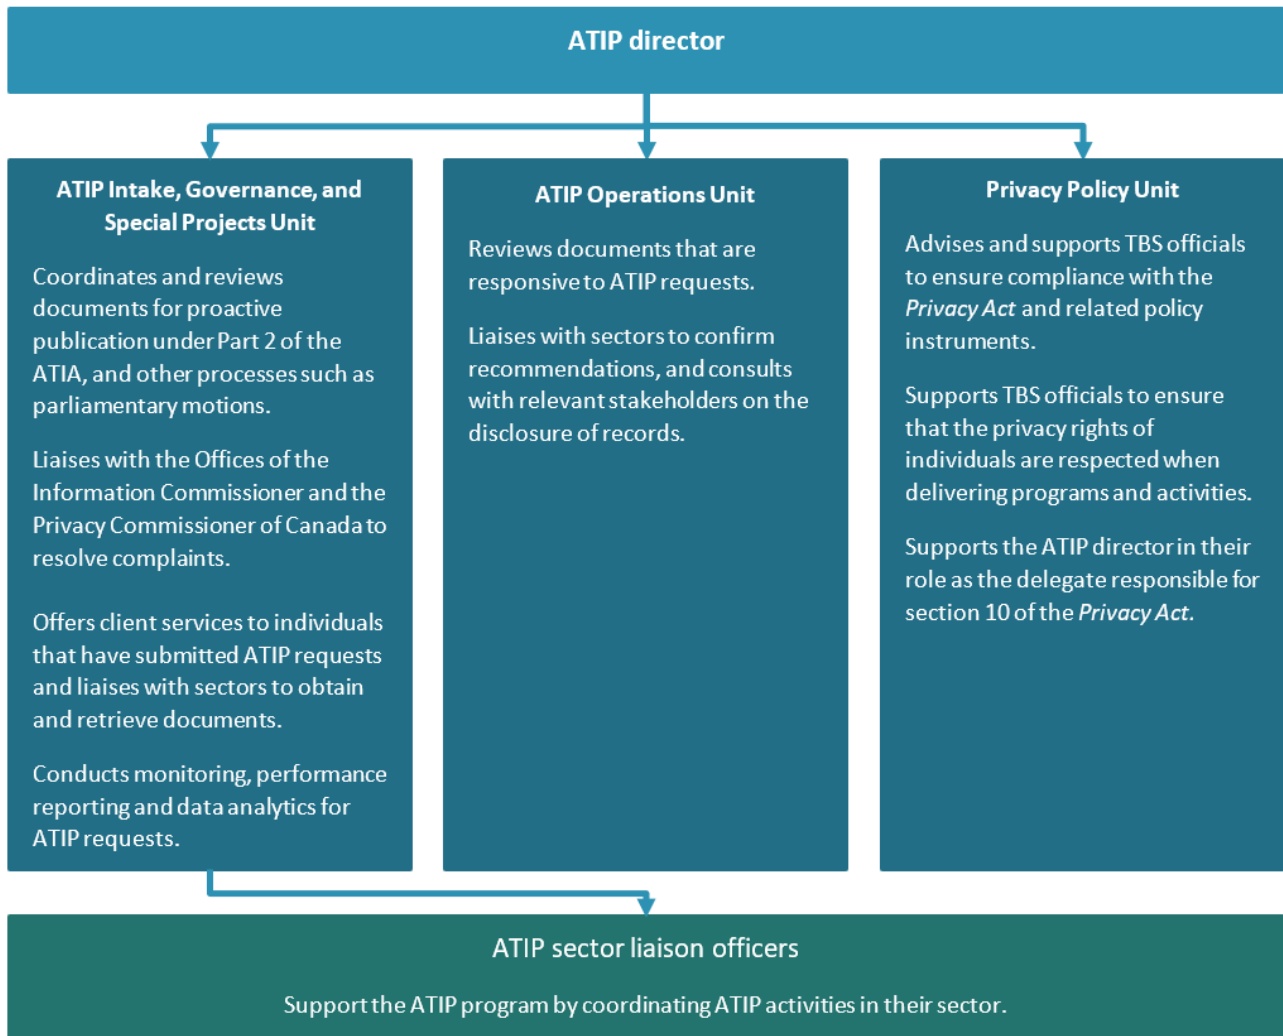 ATIP director
ATIP Intake, Governance, and
Special Projects Unit
Coordinates and reviews
documents for proactive
publication under Part 2 of the
ATIA, and other processes such as
parliamentary motions.
Liaises with the Offices of the
Information Commissioner and the
Privacy Commissioner of Canada to
resolve complaints.
Offers client services to individuals
that have submitted ATIP requests
and liaises with sectors to obtain
and retrieve documents.
Conducts monitoring, performance
reporting and data analytics for
ATIP requests.
ATIP Operations Unit
Reviews documents that are
responsive to ATIP requests.
Liaises with sectors to confirm
recommendations, and consults
with relevant stakeholders on the
disclosure of records.
Privacy Policy Unit
Advises and supports TBS officials
to ensure compliance with the
Privacy Act and related policy
instruments.
Supports TBS officials to ensure
that the privacy rights of
individuals are respected when
delivering programs and activities.
Supports the ATIP director in their
role as the delegate responsible for
section 10 of the Privacy Act.
ATIP sector liaison officers
Support the ATIP program by coordinating ATIP activities in their sector.